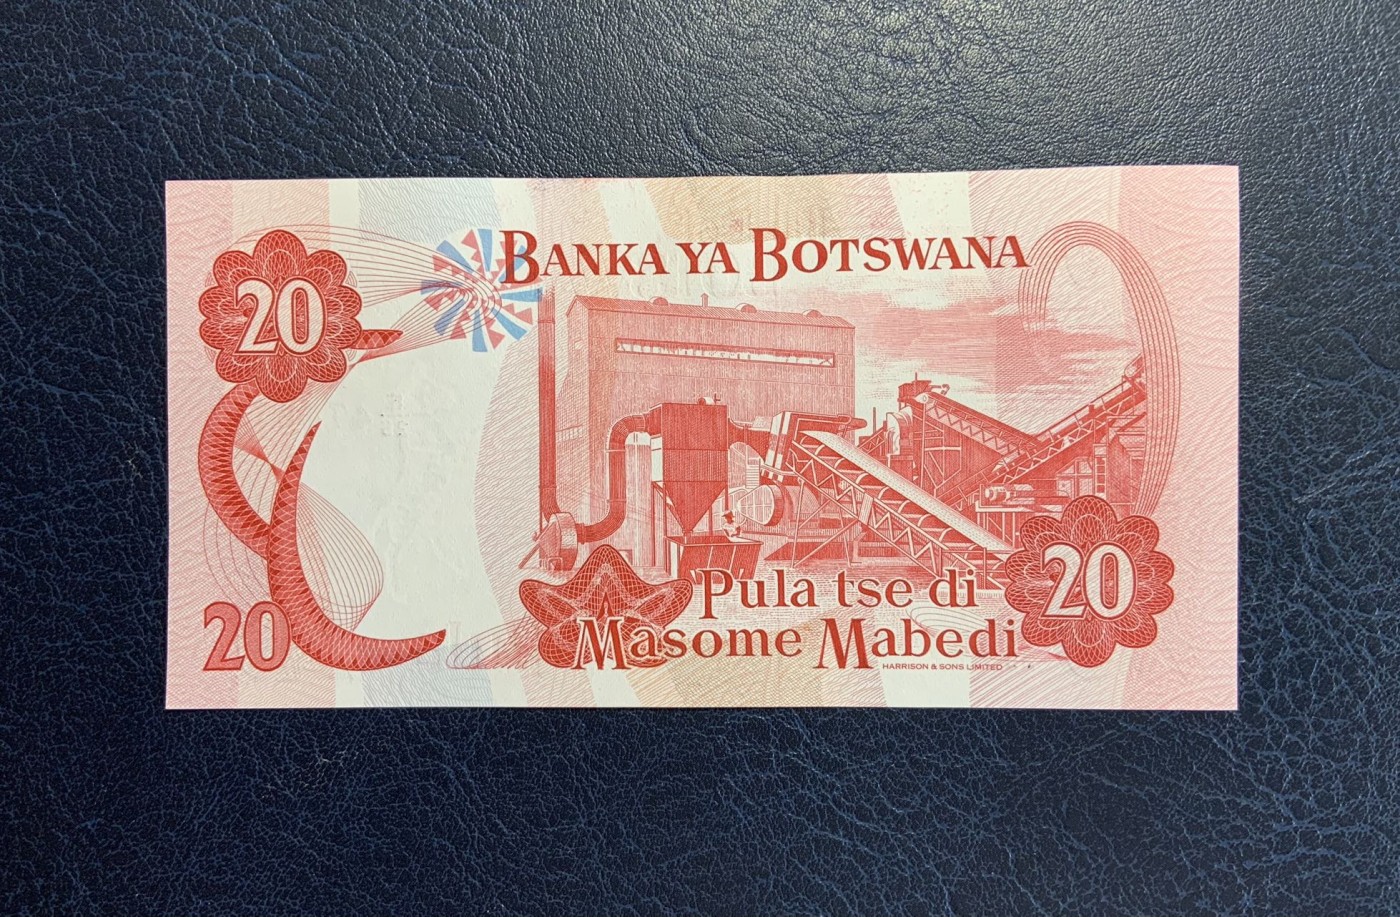 BANKA YA BOTSWANA
20
Pula tse di
Masome Mabedi
20
20
HARRISON & SONS LIMITED